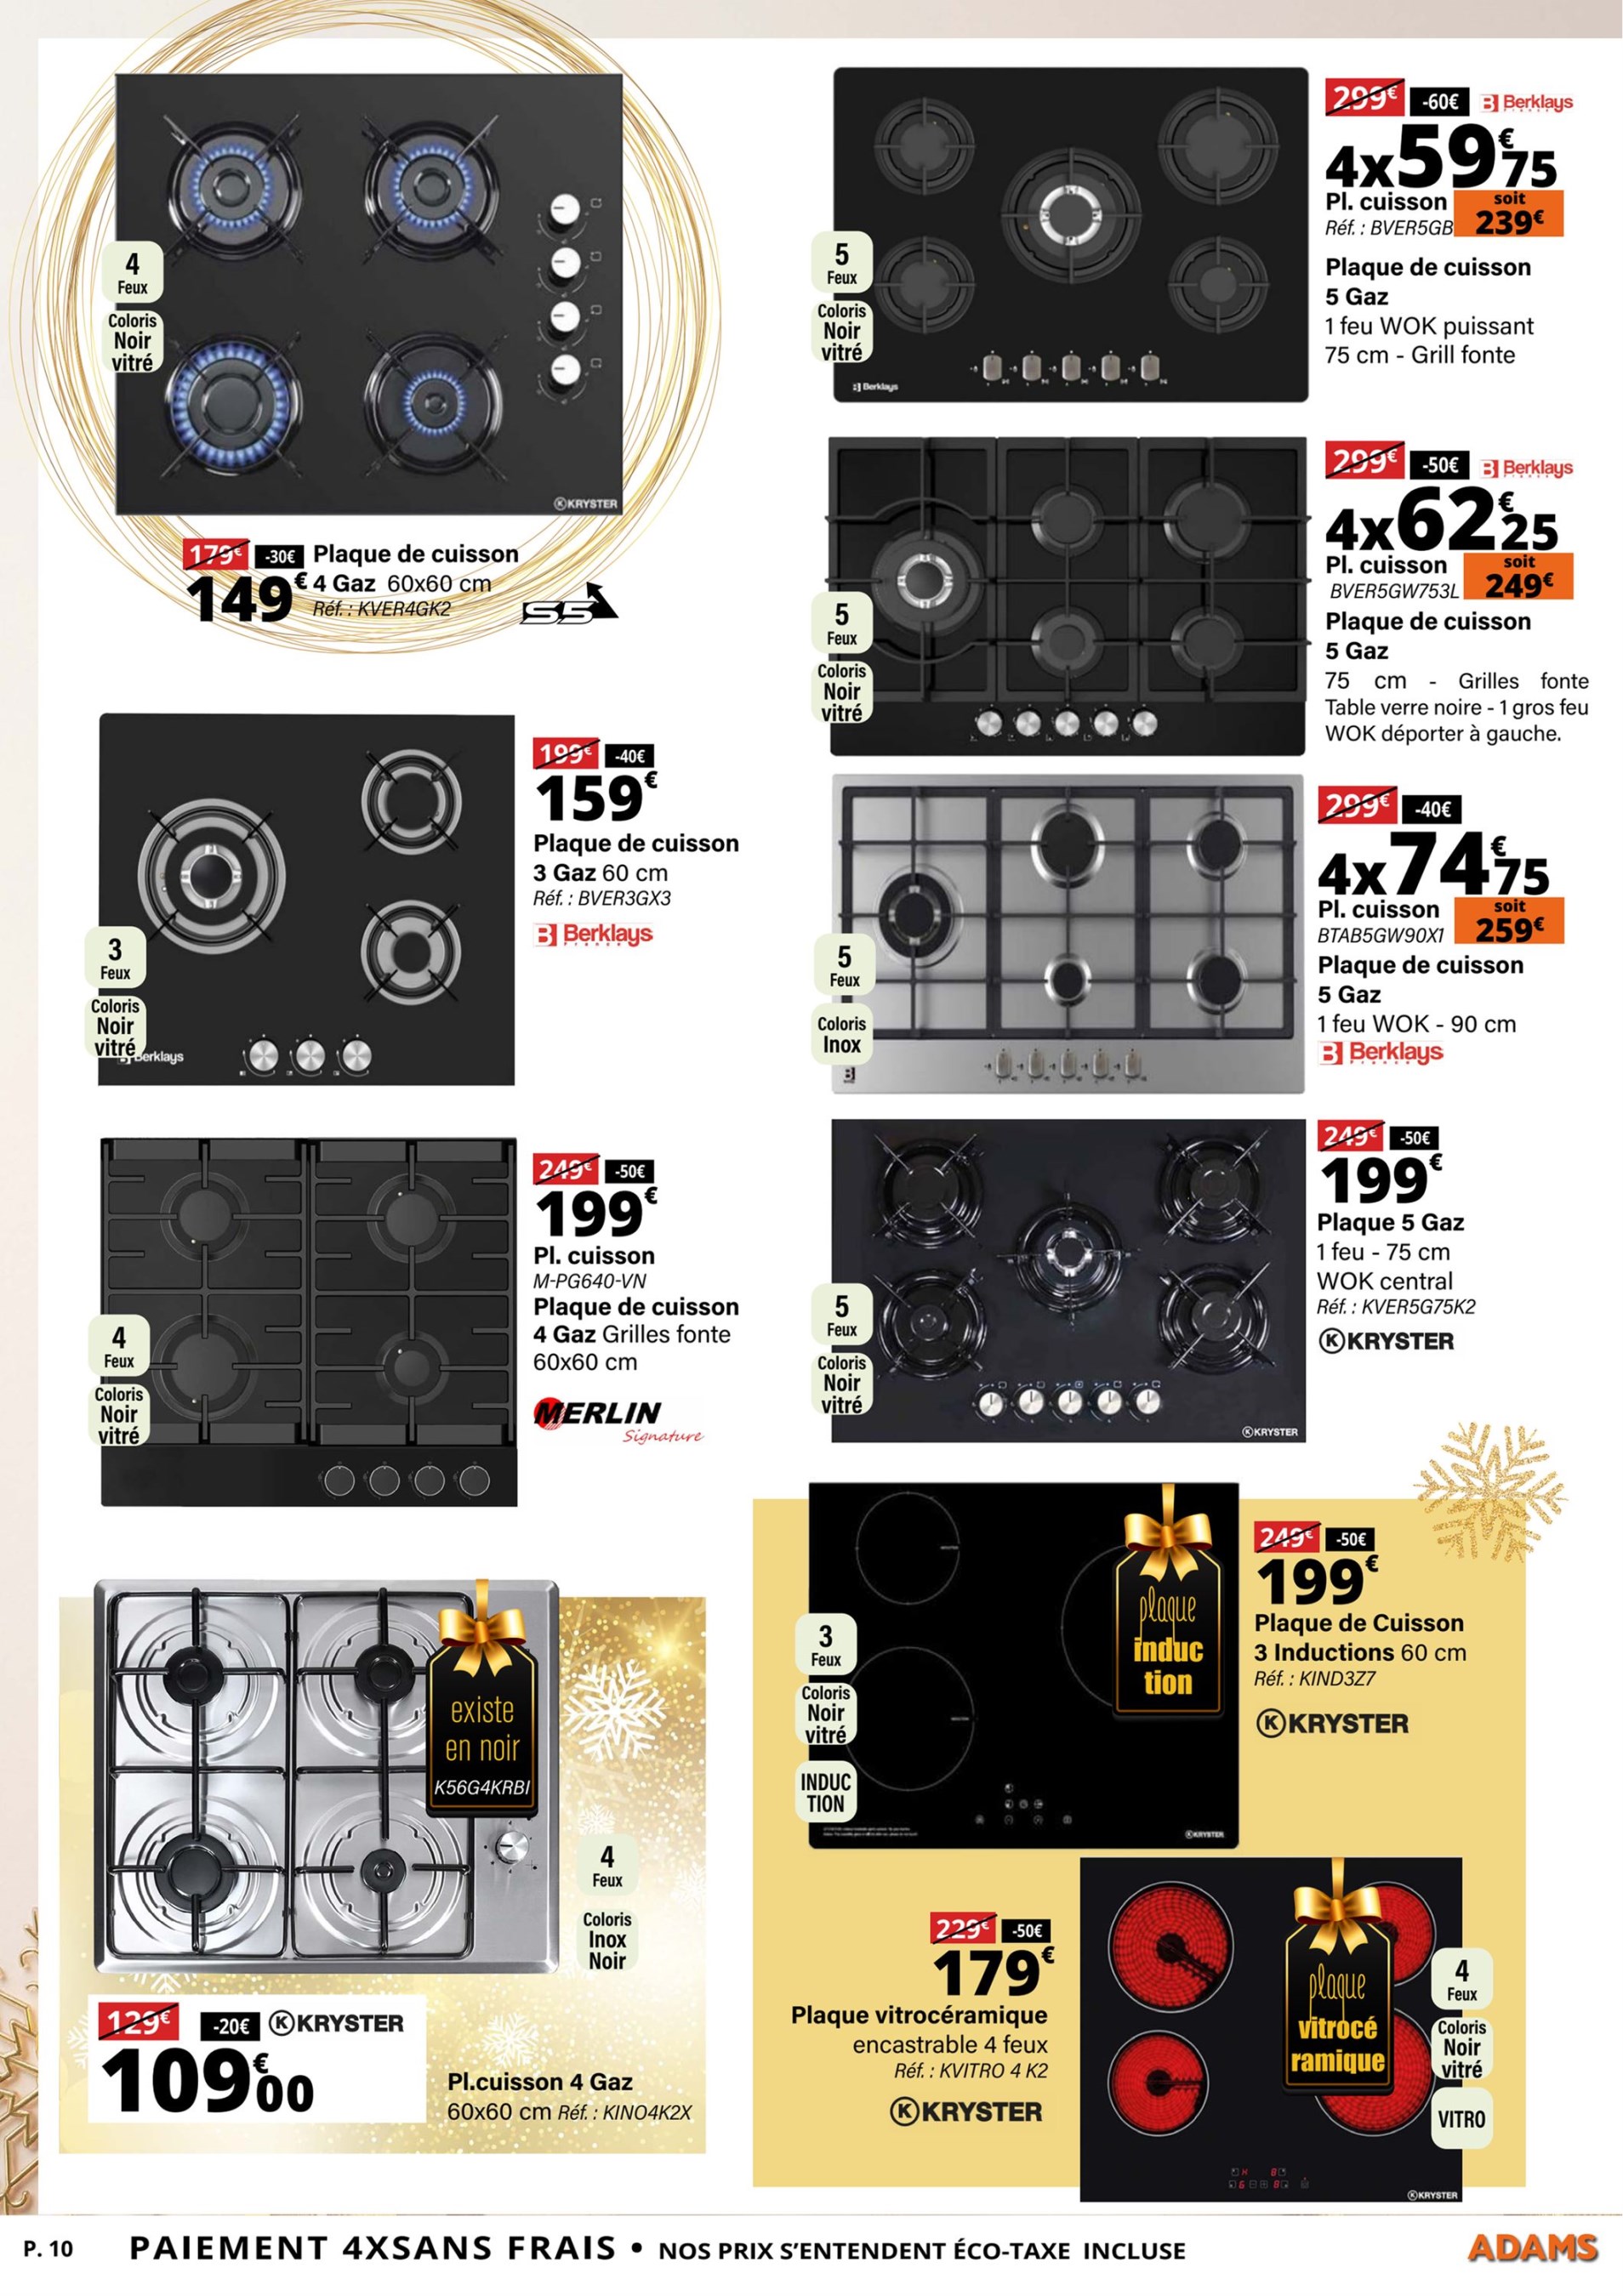 4
Feux
Coloris
Noir
vitré
KRYSTER
179€ -30€ Plaque de cuisson
149€ 4 Gaz 60x60 cm
Réf. : KVER4GK2
S5
3
Feux
Coloris
Noir
vitré
Berklays
199€ -40€
159€
Plaque de cuisson
3 Gaz 60 cm
Réf. : BVER3GX3
Berklays
4
Feux
Coloris
Noir
vitré
249€ -50€
199€
Pl. cuisson
M-PG640-VN
Plaque de cuisson
4 Gaz Grilles fonte
60x60 cm
MERLIN
Signature
existe
en noir
K56G4KRBI
4
Feux
Coloris
Inox
Noir
129€ -20€ KRYSTER
109€00
Pl.cuisson 4 Gaz
60x60 cm Réf. : KINO4K2X
5
Feux
Coloris
Noir
vitré
Berklays
299€ -60€ Berklays
4x59€75
Pl. cuisson soit
Réf. : BVER5GB 239€
Plaque de cuisson
5 Gaz
1 feu WOK puissant
75 cm - Grill fonte
5
Feux
Coloris
Noir
vitré
299€ -50€ Berklays
4x62€25
Pl. cuisson soit
BVER5GW753L 249€
Plaque de cuisson
5 Gaz
75 cm - Grilles fonte
Table verre noire - 1 gros feu
WOK déporter à gauche.
5
Feux
Coloris
Inox
299€ -40€
4x74€75
Pl. cuisson soit
BTAB5GW90X1 259€
Plaque de cuisson
5 Gaz
1 feu WOK - 90 cm
Berklays
5
Feux
Coloris
Noir
vitré
KRYSTER
249€ -50€
199€
Plaque 5 Gaz
1 feu - 75 cm
WOK central
Réf. : KVER5G75K2
KRYSTER
3
Feux
Coloris
Noir
vitré
INDUC
TION
plaque
induc
tion
KRYSTER
249€ -50€
199€
Plaque de Cuisson
3 Inductions 60 cm
Réf. : KIND3Z7
KRYSTER
229€ -50€
179€
Plaque vitrocéramique
encastrable 4 feux
Réf. : KVITRO 4 K2
KRYSTER
plaque
vitrocé
ramique
4
Feux
Coloris
Noir
vitré
VITRO
KRYSTER
P. 10 PAIEMENT 4XSANS FRAIS • NOS PRIX S'ENTENDENT ÉCO-TAXE INCLUSE ADAMS